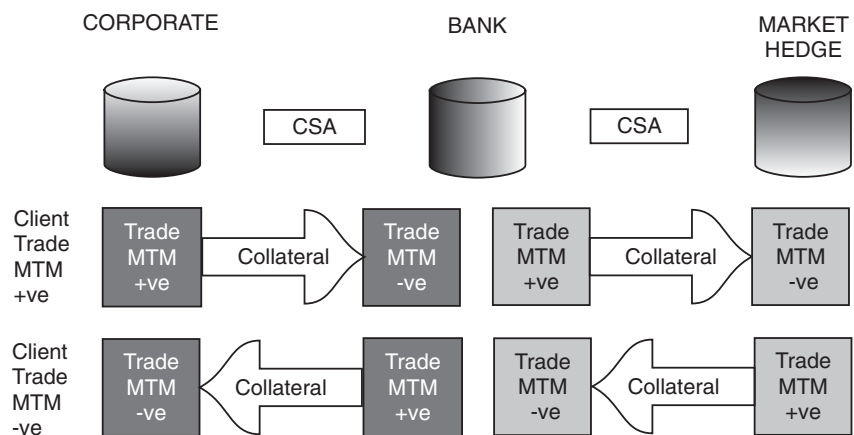 CORPORATE
BANK
MARKET
HEDGE
CSA
CSA
Client
Trade
MTM
+ve
Trade
MTM
+ve
Collateral
Trade
MTM
-ve
Trade
MTM
+ve
Collateral
Trade
MTM
-ve
Client
Trade
MTM
-ve
Trade
MTM
-ve
Collateral
Trade
MTM
+ve
Trade
MTM
-ve
Collateral
Trade
MTM
+ve